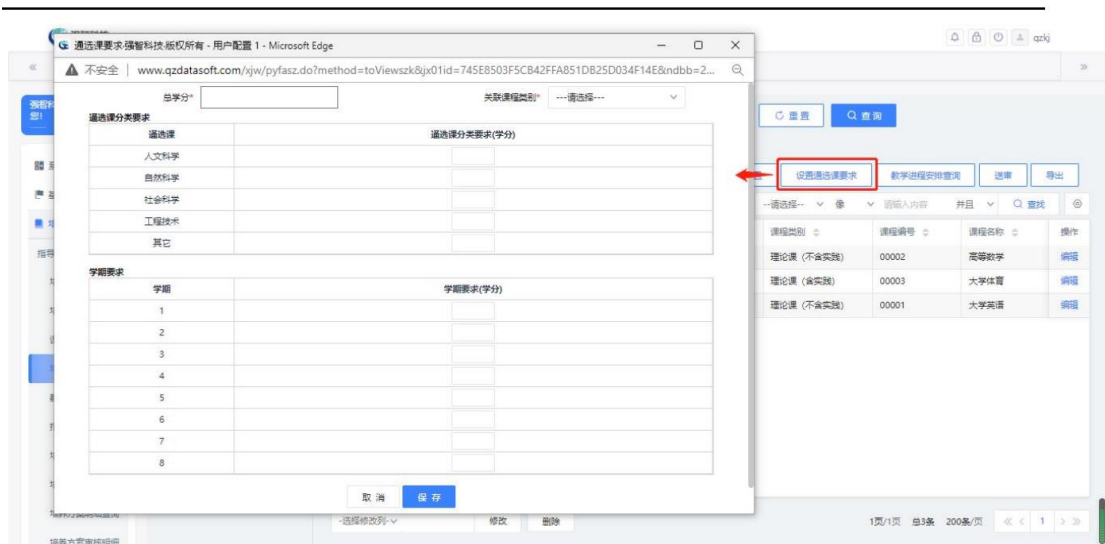 通选课要求-强智科技-版权所有 - 用户配置 1 - Microsoft Edge
qzkj
不安全 | www.qzdatasoft.com/xjw/pyfasz.do?method=toViewszk&jx01id=745E8503F5CB42FFA851DB25D034F14E&ndbb=2...
总学分* 关联课程类别* ---请选择---
重置 查询
通选课分类要求
通选课 通选课分类要求(学分)
人文科学
自然科学
社会科学
工程技术
其它
设置通选课要求 教学进程安排查询 送审 导出
--请选择-- 像 请输入内容 并且 查找
课程类别 课程编号 课程名称 操作
理论课（不含实践） 00002 高等数学 编辑
理论课（含实践） 00003 大学体育 编辑
理论课（不含实践） 00001 大学英语 编辑
学期要求
学期 学期要求(学分)
1
2
3
4
5
6
7
8
取 消 保 存
-选择修改列- 修改 删除
1页/1页 总3条 200条/页 1
培养方案审核明细